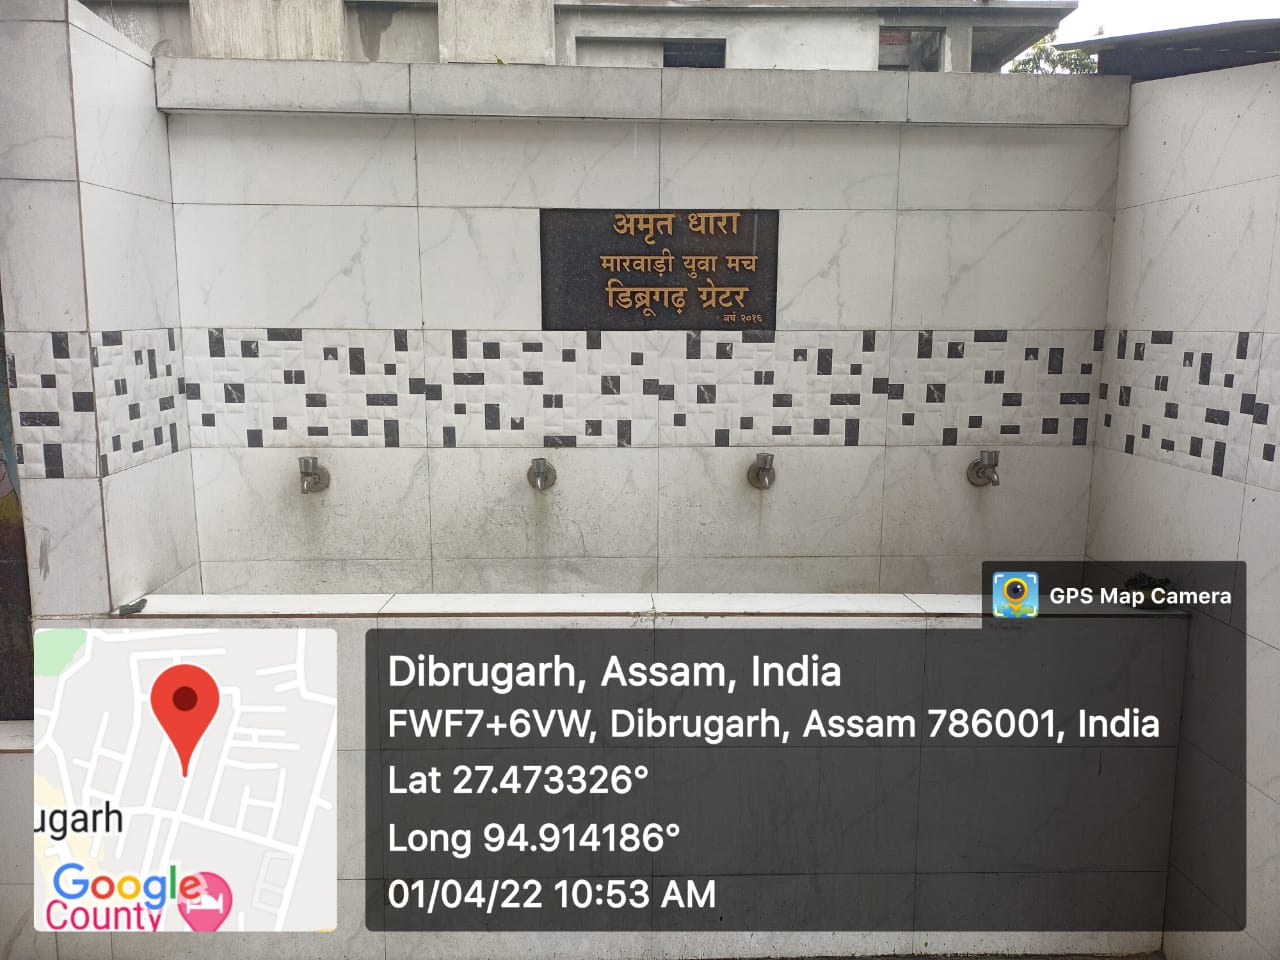 अमृत धारा
मारवाड़ी युवा मच
डिब्रूगढ़ ग्रेटर
वर्ष २०१६
GPS Map Camera
Dibrugarh, Assam, India
FWF7+6VW, Dibrugarh, Assam 786001, India
Lat 27.473326°
Long 94.914186°
01/04/22 10:53 AM
ugarh
Google
County